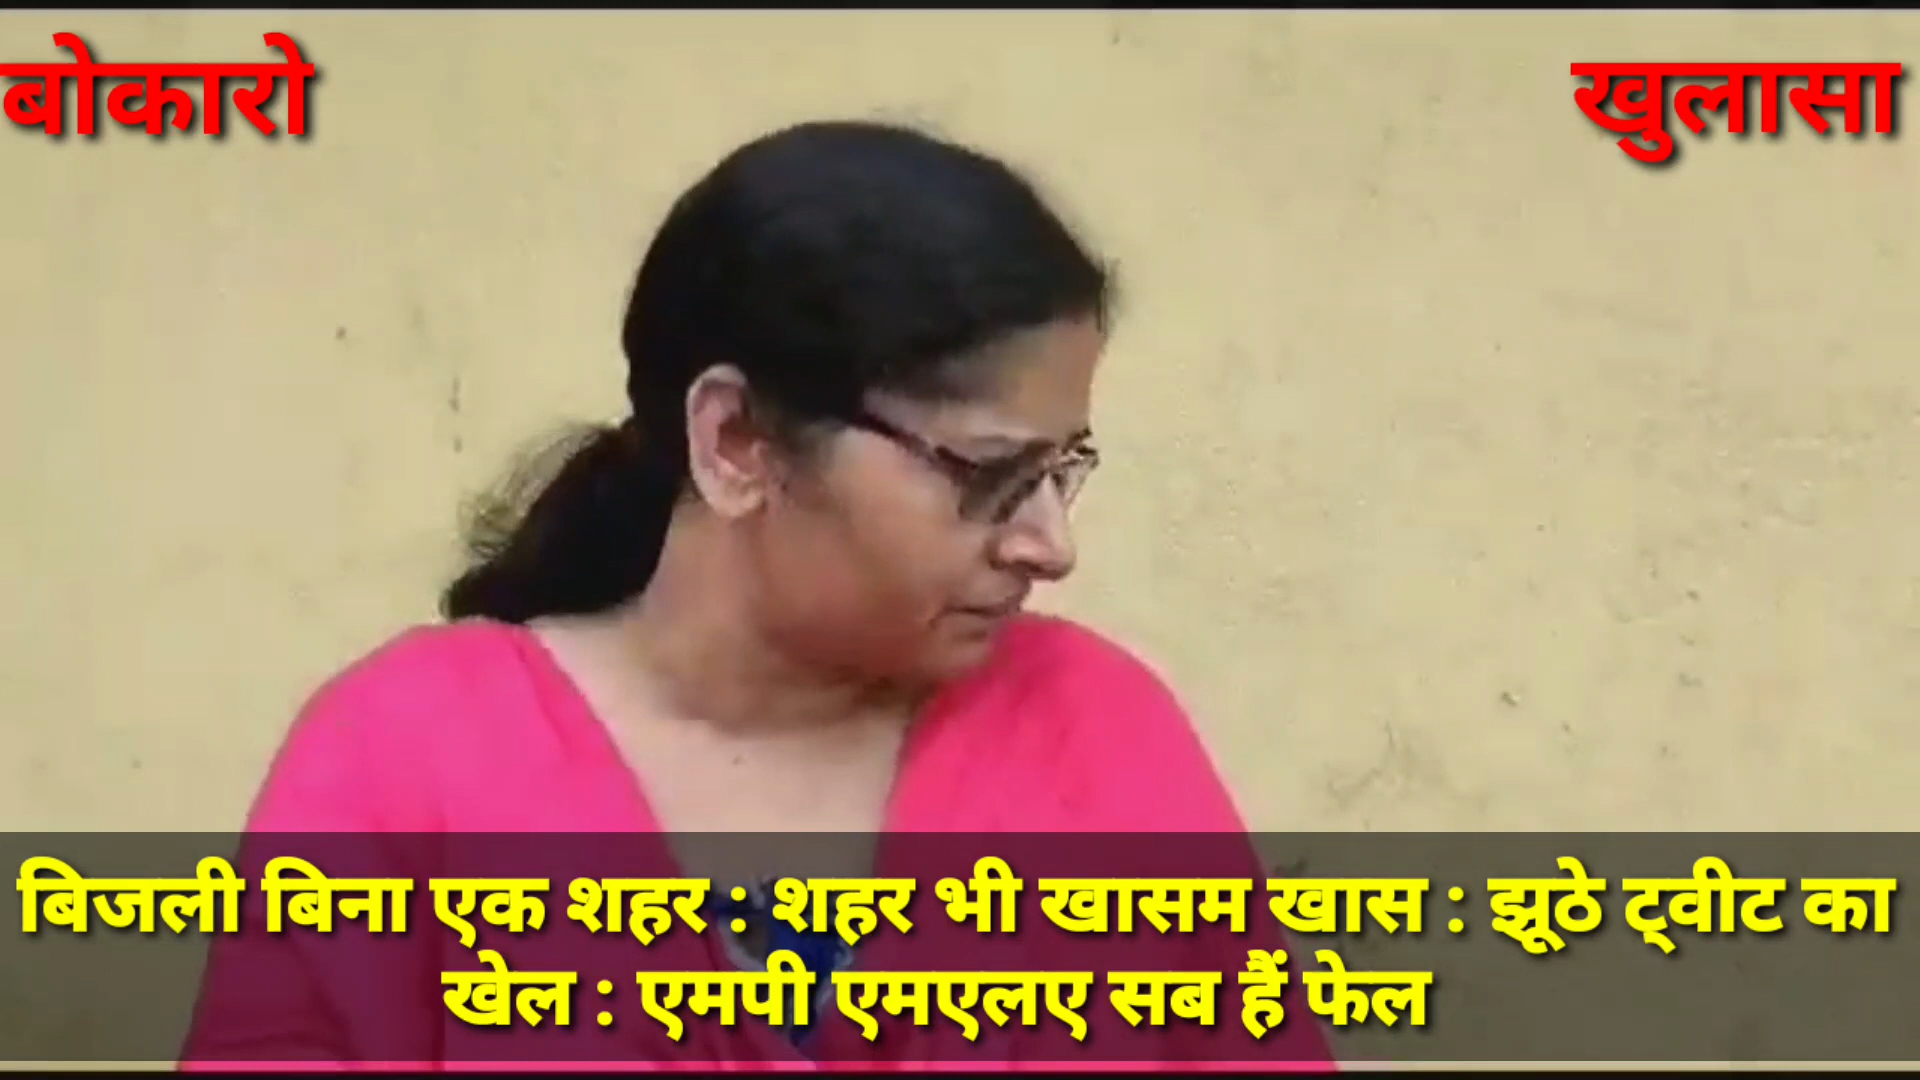 बोकारो
खुलासा
बिजली बिना एक शहर : शहर भी खासम खास : झूठे ट्वीट का
खेल : एमपी एमएलए सब हैं फेल